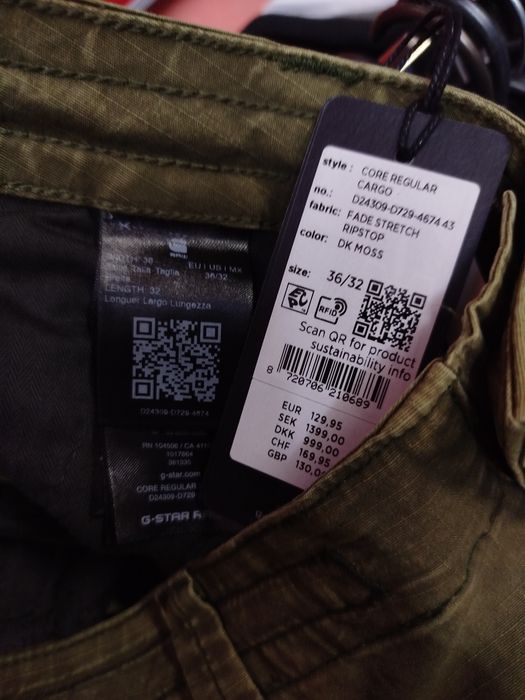 style : CORE REGULAR
CARGO
no.: D24309-D729-4674 43
fabric: FADE STRETCH
RIPSTOP
color: DK MOSS
size: 36/32
RFID
Scan QR for product
sustainability info
8 720706 210689
EUR 129,95
SEK 1399,00
DKK 999,00
CHF 169,95
GBP 130,0
EU | US | MX
36/32
LENGTH: 32
Longuer Largo Lungezza
D24309-D729-4674
RN 104506 / CA 411
1017864
g-star.com
CORE REGULAR
D24309-D729
G-STAR R